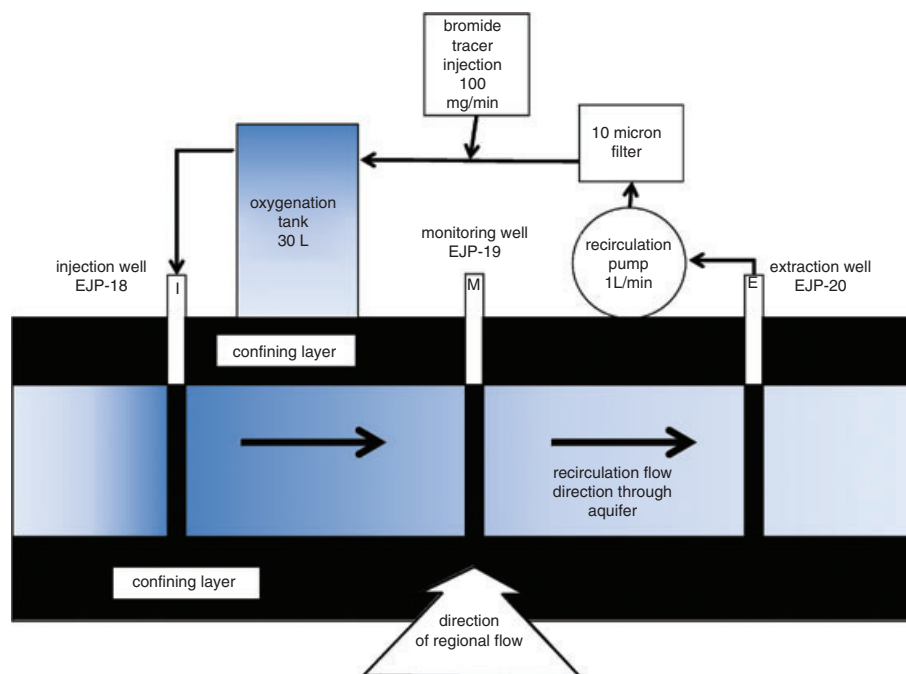 bromide
tracer
injection
100
mg/min
10 micron
filter
oxygenation
tank
30 L
monitoring well
EJP-19
recirculation
pump
1L/min
injection well
EJP-18
extraction well
EJP-20
I
M
E
confining layer
recirculation flow
direction through
aquifer
confining layer
direction
of regional flow